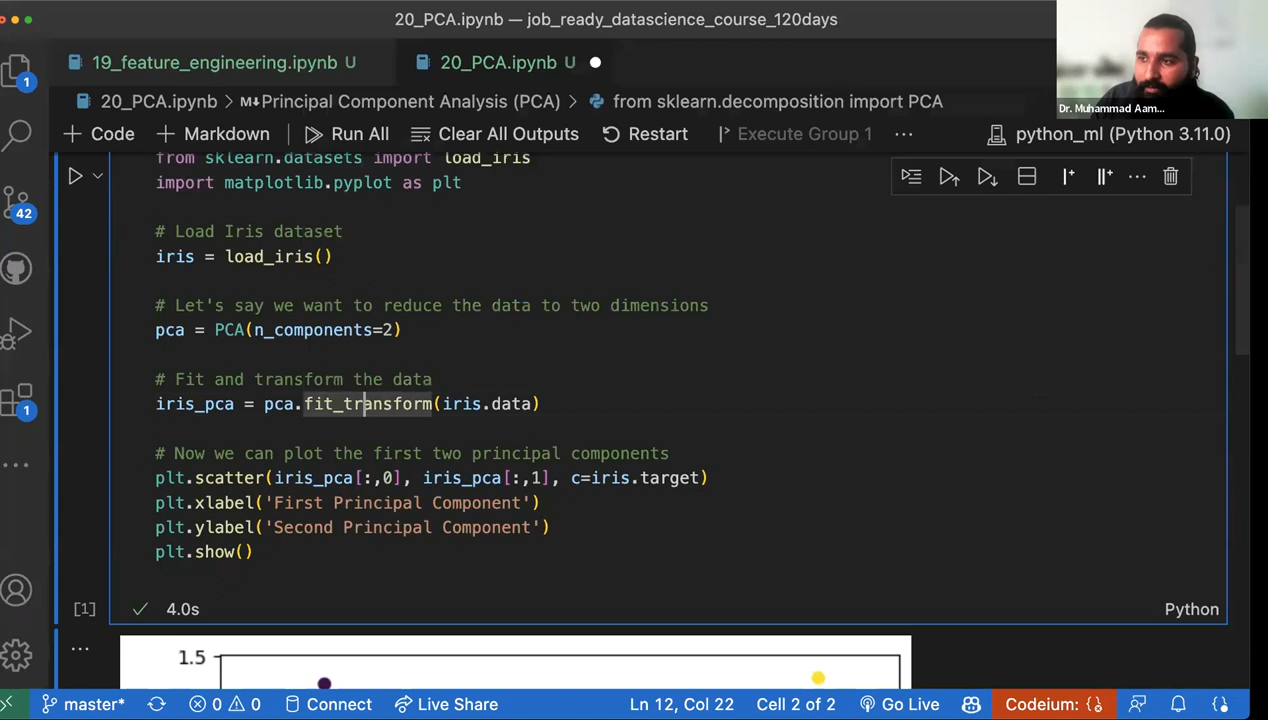 20_PCA.ipynb — job_ready_datascience_course_120days
19_feature_engineering.ipynb U
20_PCA.ipynb U
20_PCA.ipynb > M↓Principal Component Analysis (PCA) > from sklearn.decomposition import PCA
Dr. Muhammad Aam...
+ Code + Markdown | Run All Clear All Outputs Restart Execute Group 1 ... python_ml (Python 3.11.0)
from sklearn.datasets import load_iris
import matplotlib.pyplot as plt
# Load Iris dataset
iris = load_iris()
# Let's say we want to reduce the data to two dimensions
pca = PCA(n_components=2)
# Fit and transform the data
iris_pca = pca.fit_transform(iris.data)
# Now we can plot the first two principal components
plt.scatter(iris_pca[:,0], iris_pca[:,1], c=iris.target)
plt.xlabel('First Principal Component')
plt.ylabel('Second Principal Component')
plt.show()
[1] 4.0s Python
1.5
1
42
1
master* 0 0 Connect Live Share Ln 12, Col 22 Cell 2 of 2 Go Live Codeium: {}